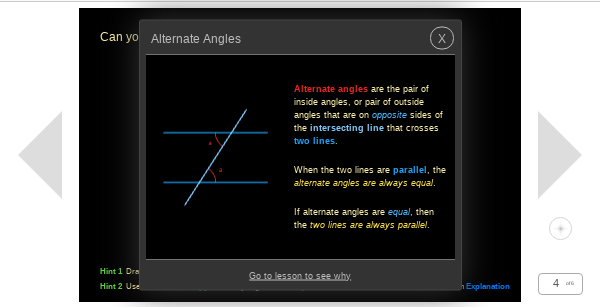 Can yo
Alternate Angles
X
Alternate angles are the pair of
inside angles, or pair of outside
angles that are on opposite sides of
the intersecting line that crosses
two lines.
When the two lines are parallel, the
alternate angles are always equal.
If alternate angles are equal, then
the two lines are always parallel.
Go to lesson to see why
Hint 1 Dra
Hint 2 Use
Explanation
4 of 6